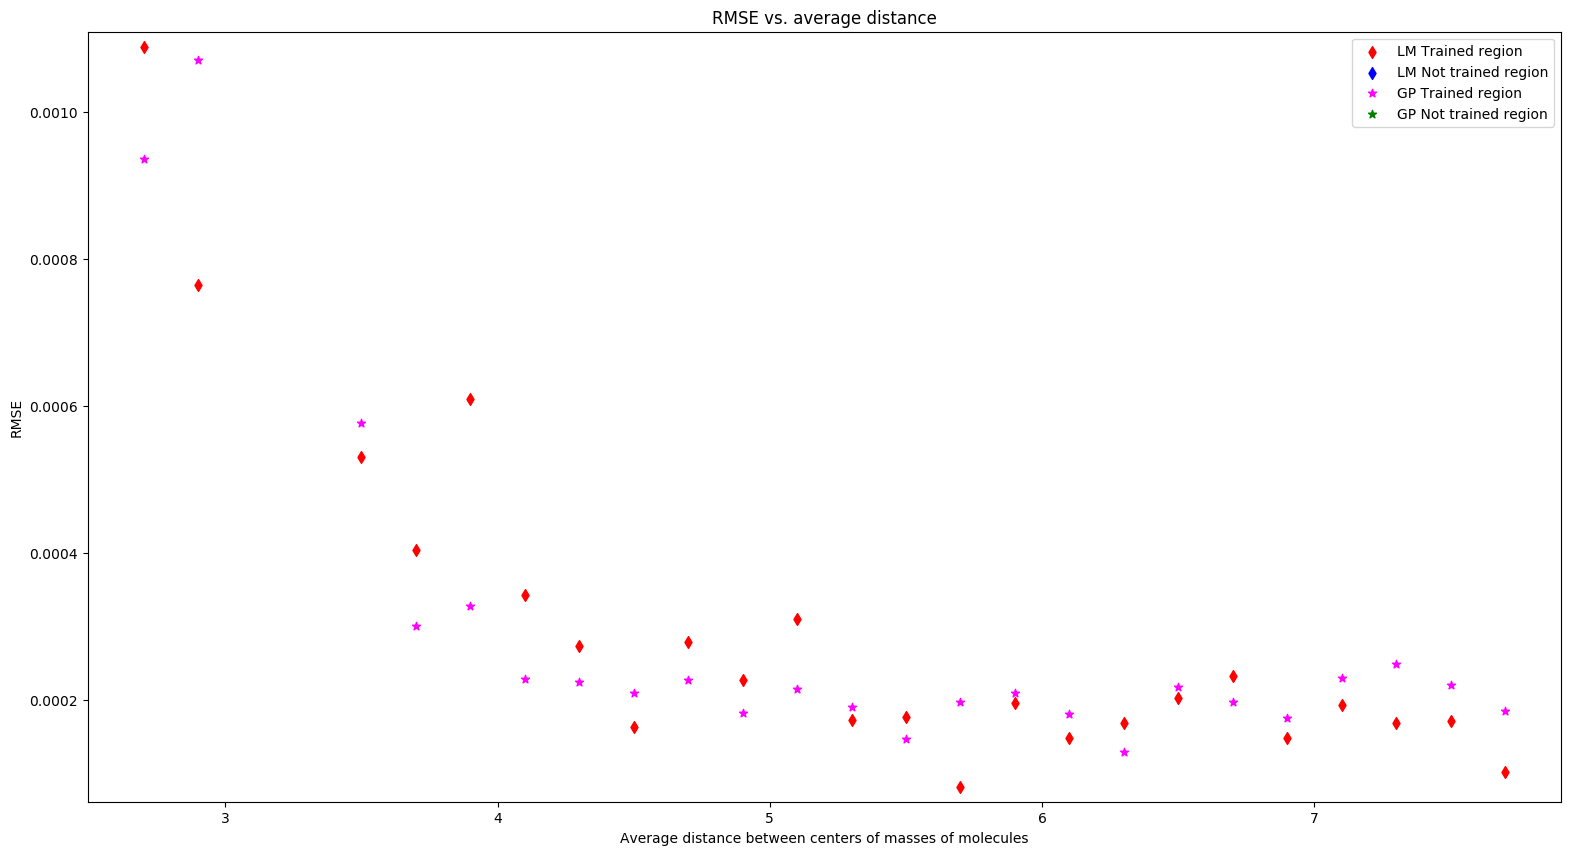 RMSE vs. average distance
LM Trained region
LM Not trained region
GP Trained region
GP Not trained region
RMSE
0.0010
0.0008
0.0006
0.0004
0.0002
3
4
5
6
7
Average distance between centers of masses of molecules